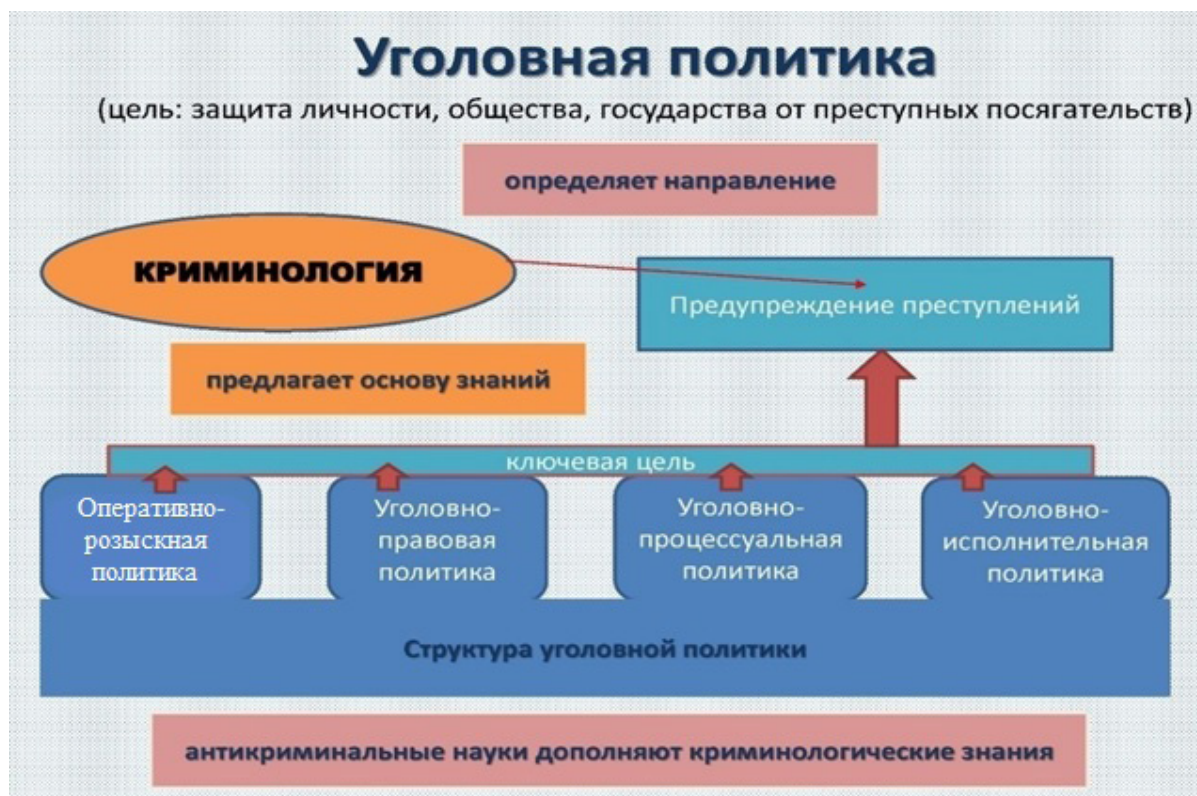 Уголовная политика
(цель: защита личности, общества, государства от преступных посягательств)
определяет направление
КРИМИНОЛОГИЯ
Предупреждение преступлений
предлагает основу знаний
ключевая цель
Оперативно-
розыскная
политика
Уголовно-
правовая
политика
Уголовно-
процессуальная
политика
Уголовно-
исполнительная
политика
Структура уголовной политики
антикриминальные науки дополняют криминологические знания